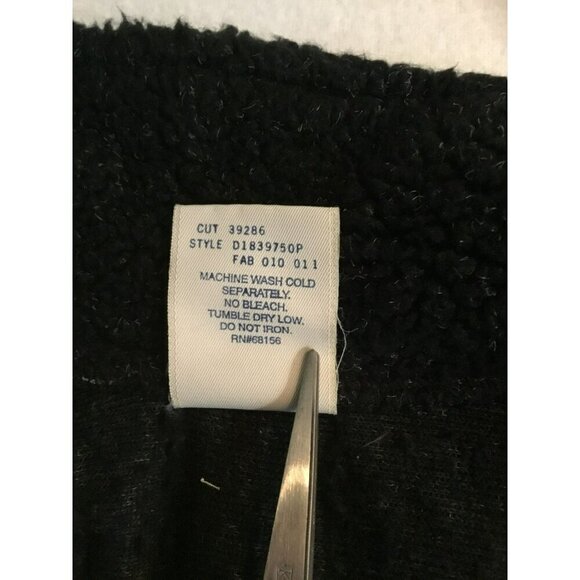 CUT 39286
STYLE D1839750P
FAB 010 011
MACHINE WASH COLD
SEPARATELY.
NO BLEACH.
TUMBLE DRY LOW.
DO NOT IRON.
RN#68156